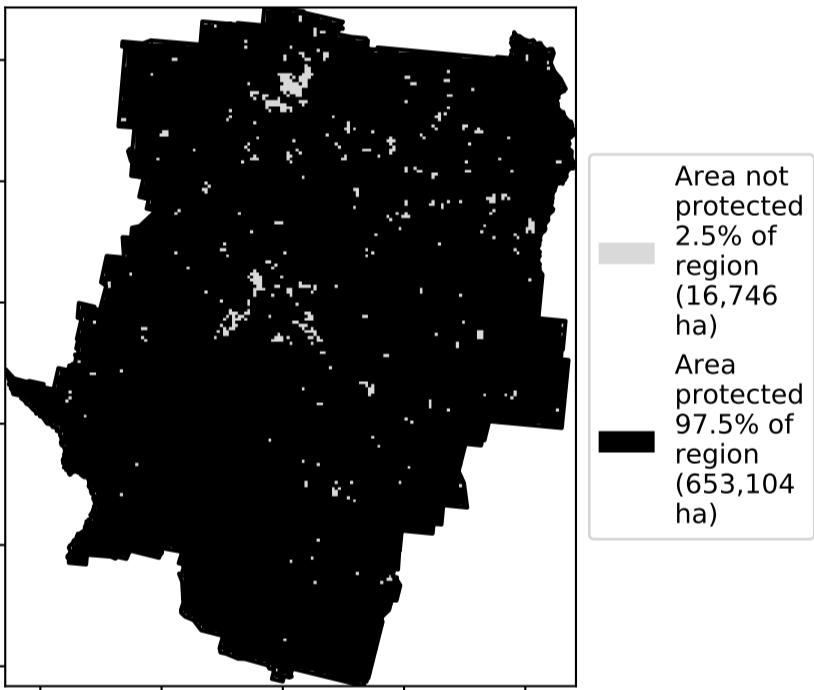 Area not
protected
2.5% of
region
(16,746
ha)
Area
protected
97.5% of
region
(653,104
ha)